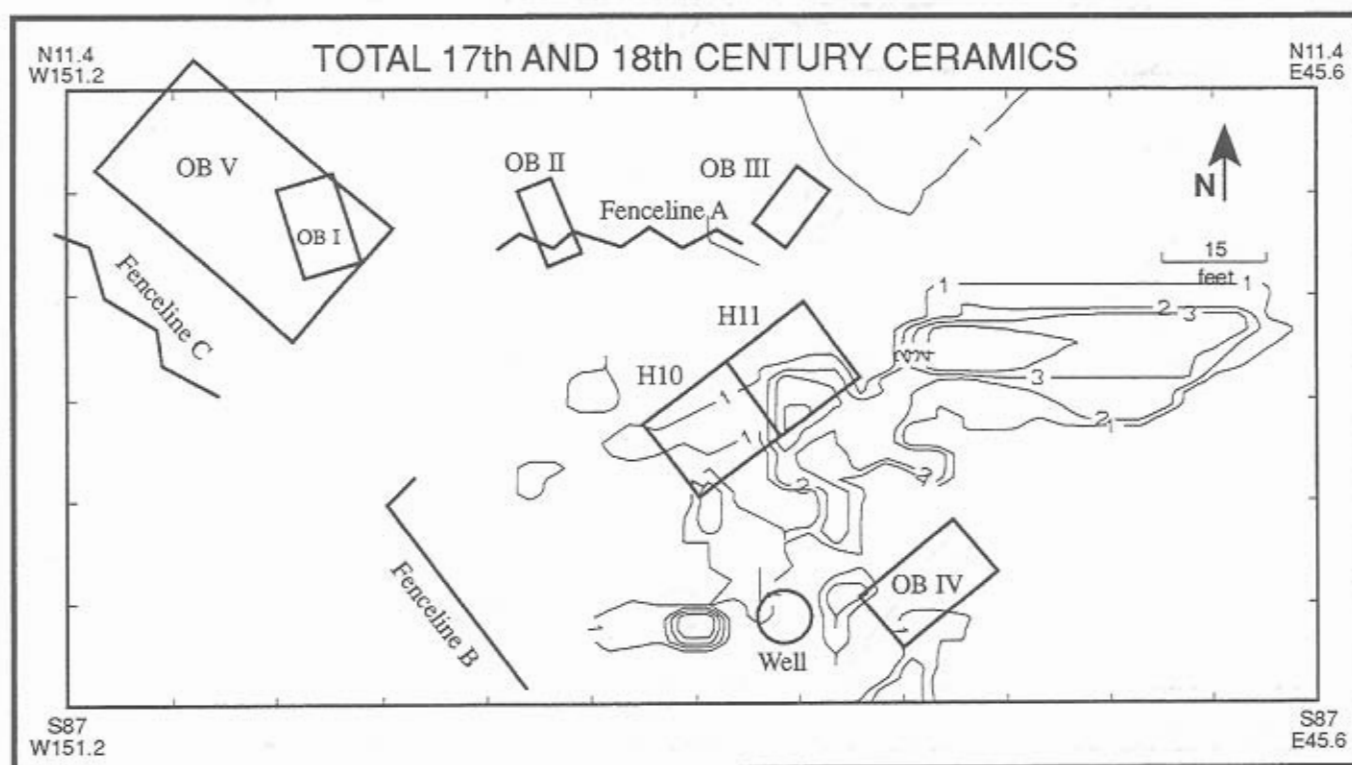 TOTAL 17th AND 18th CENTURY CERAMICS
N11.4
W151.2
N11.4
E45.6
OB V
OB I
OB II
OB III
Fenceline A
N
15
feet
Fenceline C
H11
H10
1
1
1
2
3
3
2
1
1
1
2
Fenceline B
OB IV
1
1
Well
S87
W151.2
S87
E45.6